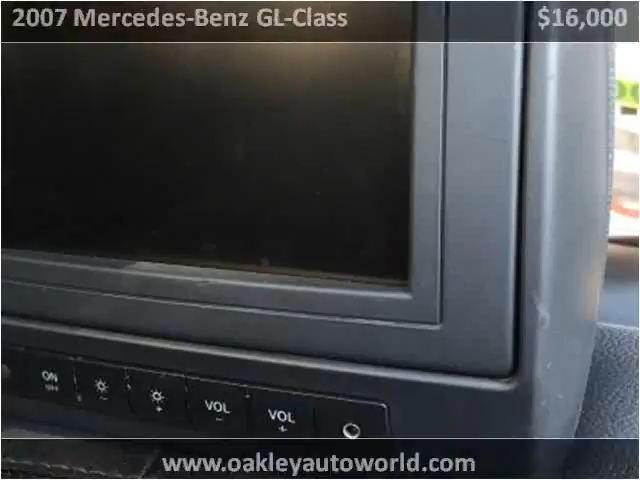 2007 Mercedes-Benz GL-Class $16,000
ON VOL VOL
OFF - + - +
www.oakleyautoworld.com